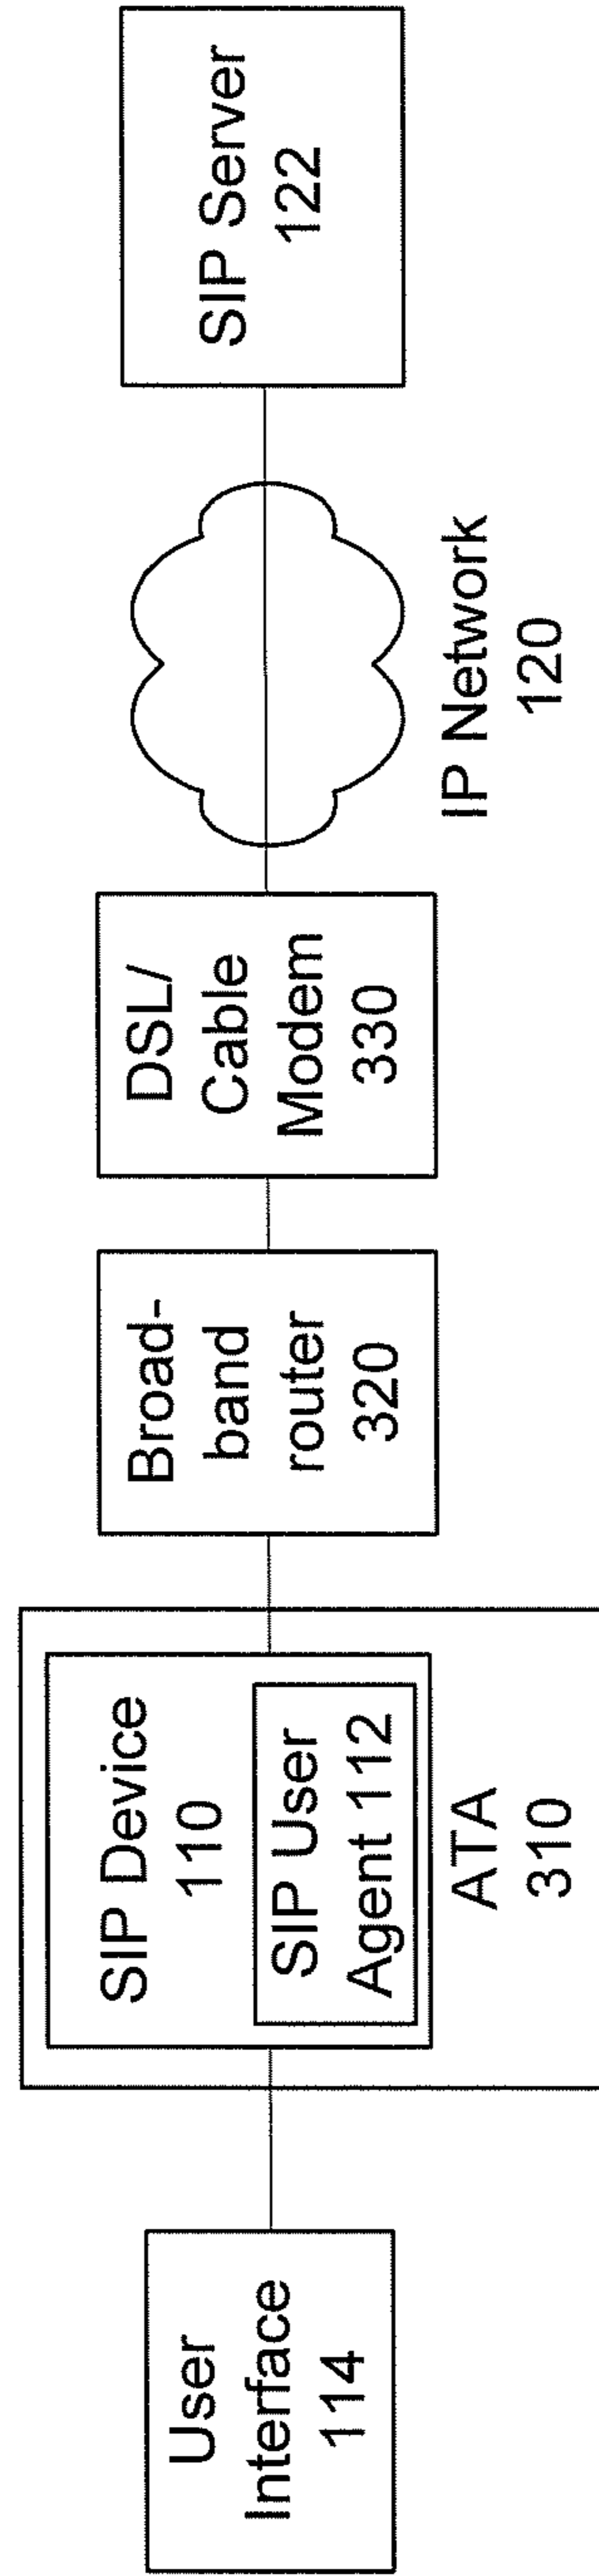 User
Interface
114
SIP Device
110
SIP User
Agent 112
ATA
310
Broad-
band
router
320
DSL/
Cable
Modem
330
IP Network
120
SIP Server
122